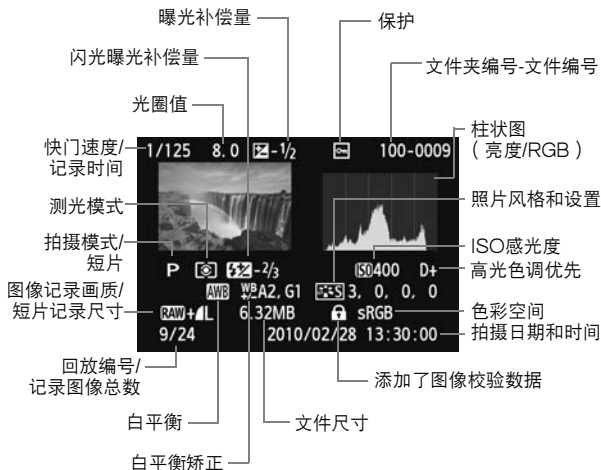 曝光补偿量
保护
闪光曝光补偿量
文件夹编号-文件编号
光圈值
柱状图
( 亮度/RGB )
快门速度/
记录时间
1/125 8.0 -1/2 100-0009
测光模式
照片风格和设置
拍摄模式/
短片
P -2/3 ISO400 D+
ISO感光度
高光色调优先
图像记录画质/
短片记录尺寸
AWB WB A2, G1 S 3, 0, 0, 0
RAW+L 6.32MB sRGB
色彩空间
9/24 2010/02/28 13:30:00
拍摄日期和时间
回放编号/
记录图像总数
添加了图像校验数据
白平衡
文件尺寸
白平衡矫正